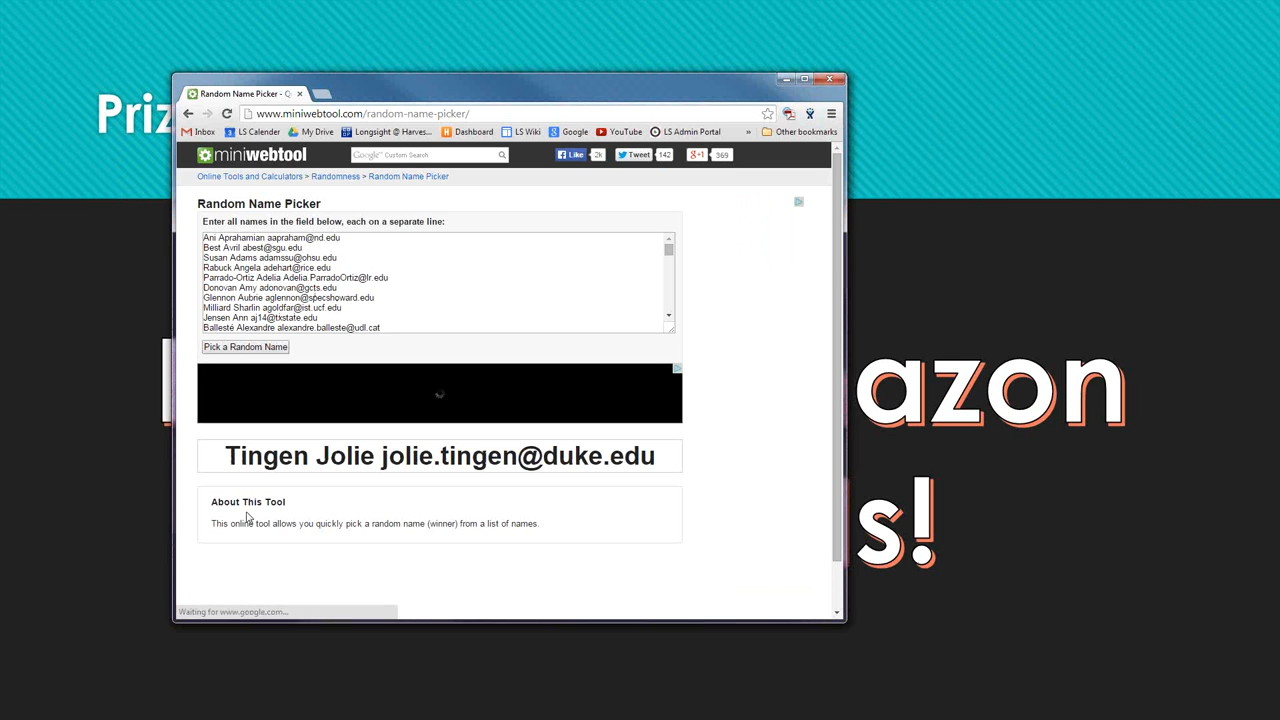 Priz
Random Name Picker - Q
www.miniwebtool.com/random-name-picker/
Inbox LS Calender My Drive Longsight @ Harves... Dashboard LS Wiki Google YouTube LS Admin Portal » Other bookmarks
miniwebtool Google™ Custom Search Like 2k Tweet 142 +1 369
Online Tools and Calculators > Randomness > Random Name Picker
Random Name Picker
Enter all names in the field below, each on a separate line:
Ani Aprahamian aapraham@nd.edu
Best Avril abest@sgu.edu
Susan Adams adamssu@ohsu.edu
Rabuck Angela adehart@rice.edu
Parrado-Ortiz Adelia Adelia.ParradoOrtiz@lr.edu
Donovan Amy adonovan@gcts.edu
Glennon Aubrie aglennon@specshoward.edu
Milliard Sharlin agoldfar@ist.ucf.edu
Jensen Ann aj14@txstate.edu
Ballesté Alexandre alexandre.balleste@udl.cat
Pick a Random Name
azon
Tingen Jolie jolie.tingen@duke.edu
s!
About This Tool
This online tool allows you quickly pick a random name (winner) from a list of names.
Waiting for www.google.com...